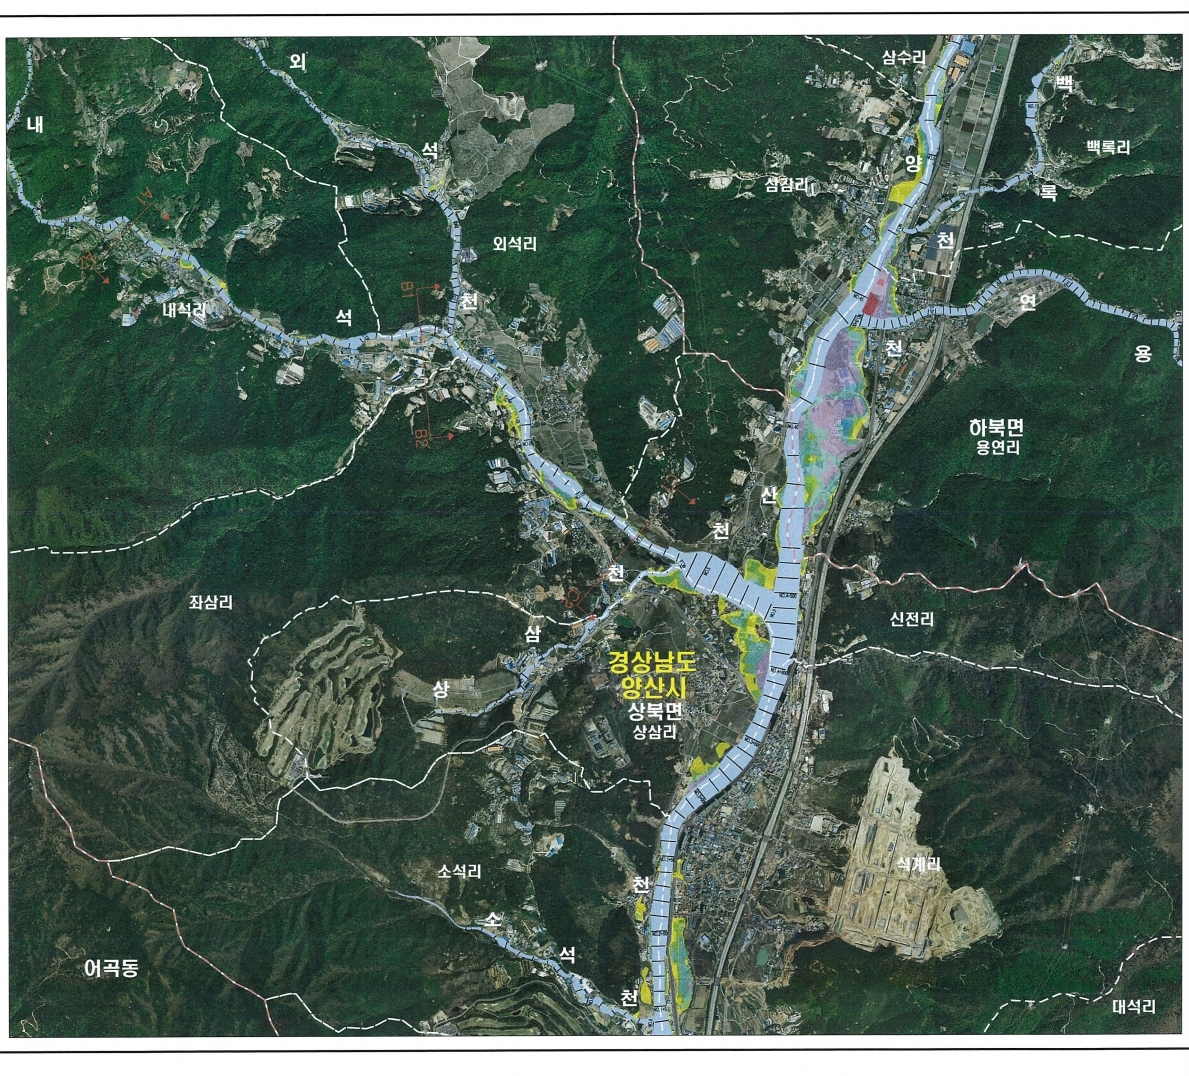 삼수리
외
백
내
석
양
백록리
삼감리
록
외석리
천
천
대석리
석
연
천
용
하북면
용연리
산
천
천
좌삼리
신전리
삼
경상남도
양산시
상
상북면
상삼리
석계리
소석리
천
소
석
어곡동
천
대석리
B1
B2